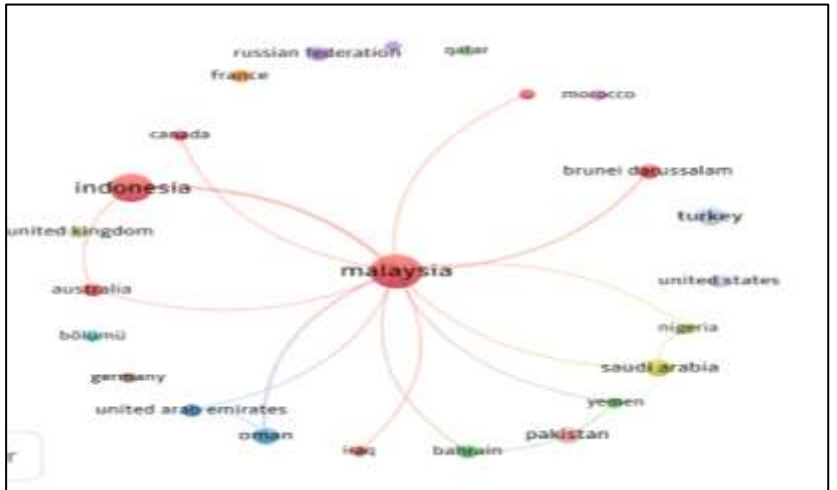 russian federation
qatar
france
morocco
canada
brunei darussalam
indonesia
turkey
united kingdom
malaysia
united states
australia
nigeria
bölümü
saudi arabia
germany
yemen
united arab emirates
pakistan
oman
iraq
bahrain
r